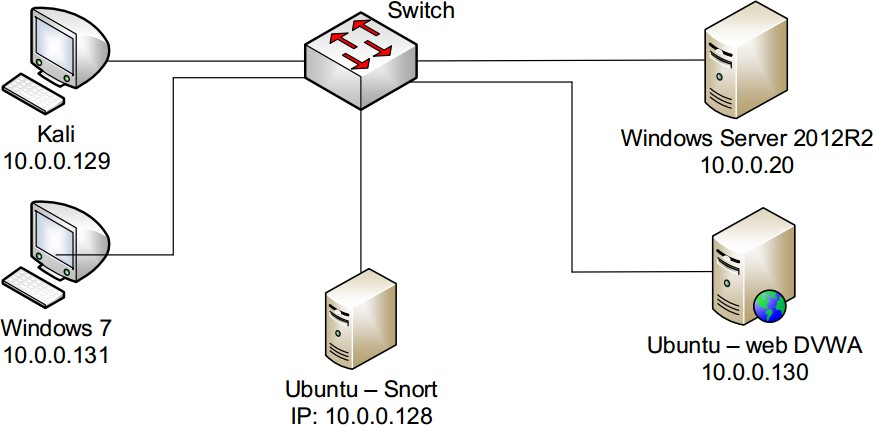 Switch
Kali
10.0.0.129
Windows Server 2012R2
10.0.0.20
Windows 7
10.0.0.131
Ubuntu – Snort
IP: 10.0.0.128
Ubuntu – web DVWA
10.0.0.130